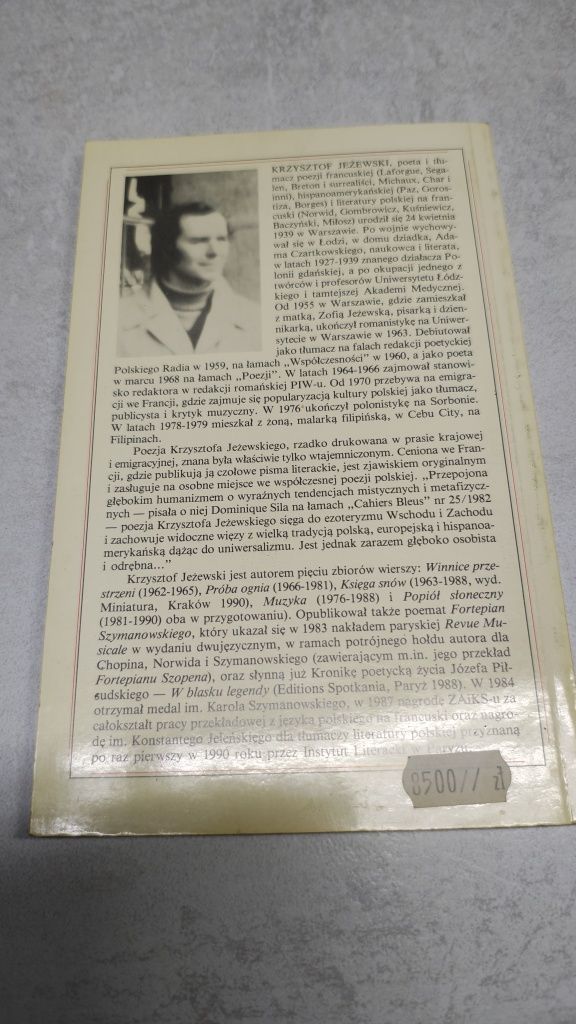 KRZYSZTOF JEŻEWSKI, poeta i tłu-
macz poezji francuskiej (Laforgue, Sega-
len, Breton i surrealiści, Michaux, Char i
inni), hispanoamerykańskiej (Paz, Goros-
tiza, Borges) i literatury polskiej na fran-
cuski (Norwid, Gombrowicz, Kuśniewicz,
Baczyński, Miłosz) urodził się 24 kwietnia
1939 w Warszawie. Po wojnie wychowy-
wał się w Łodzi, w domu dziadka, Ada-
ma Czartkowskiego, naukowca i literata,
w latach 1927-1939 znanego działacza Po-
lonii gdańskiej, a po okupacji jednego z
twórców i profesorów Uniwersytetu Łódz-
kiego i tamtejszej Akademi Medycznej.
Od 1955 w Warszawie, gdzie zamieszkał
z matką, Zofią Jeżewską, pisarką i dzien-
nikarką, ukończył romanistykę na Uniwer-
sytecie w Warszawie w 1963. Debiutował
jako tłumacz na falach redakcji poetyckiej
Polskiego Radia w 1959, na łamach „Współczesności” w 1960, a jako poeta
w marcu 1968 na łamach „Poezji”. W latach 1964-1966 zajmował stanowi-
sko redaktora w redakcji romańskiej PIW-u. Od 1970 przebywa na emigra-
cji we Francji, gdzie zajmuje się popularyzacją kultury polskiej jako tłumacz,
publicysta i krytyk muzyczny. W 1976 ukończył polonistykę na Sorbonie.
W latach 1978-1979 mieszkał z żoną, malarką filipińską, w Cebu City, na
Filipinach.
Poezja Krzysztofa Jeżewskiego, rzadko drukowana w prasie krajowej
i emigracyjnej, znana była właściwie tylko wtajemniczonym. Ceniona we Fran-
cji, gdzie publikują ją czołowe pisma literackie, jest zjawiskiem oryginalnym
i zasługuje na osobne miejsce we współczesnej poezji polskiej. „Przepojona
głębokim humanizmem o wyraźnych tendencjach mistycznych i metafizycz-
nych — pisała o niej Dominique Sila na łamach „Cahiers Bleus” nr 25/1982
— poezja Krzysztofa Jeżewskiego sięga do ezoteryzmu Wschodu i Zachodu
i zachowuje widoczne więzy z wielką tradycją polską, europejską i hispanoa-
merykańską dążąc do uniwersalizmu. Jest jednak zarazem głęboko osobista
i odrębna...”
Krzysztof Jeżewski jest autorem pięciu zbiorów wierszy: Winnice prze-
strzeni (1962-1965), Próba ognia (1966-1981), Księga snów (1963-1988, wyd.
Miniatura, Kraków 1990), Muzyka (1976-1988) i Popiół słoneczny
(1981-1990) oba w przygotowaniu). Opublikował także poemat Fortepian
Szymanowskiego, który ukazał się w 1983 nakładem paryskiej Revue Mu-
sicale w wydaniu dwujęzycznym, w ramach potrójnego hołdu autora dla
Chopina, Norwida i Szymanowskiego (zawierającym m.in. jego przekład
Fortepianu Szopena), oraz słynną już Kronikę poetycką życia Józefa Pił-
sudskiego — W blasku legendy (Editions Spotkania, Paryż 1988). W 1984
otrzymał medal im. Karola Szymanowskiego, w 1987 nagrodę ZAiKS-u za
całokształt pracy przekładowej z języka polskiego na francuski oraz nagro-
dę im. Konstantego Jeleńskiego dla tłumaczy literatury polskiej przyznaną
po raz pierwszy w 1990 roku przez Instytut Literacki w Paryżu.
8500// zł